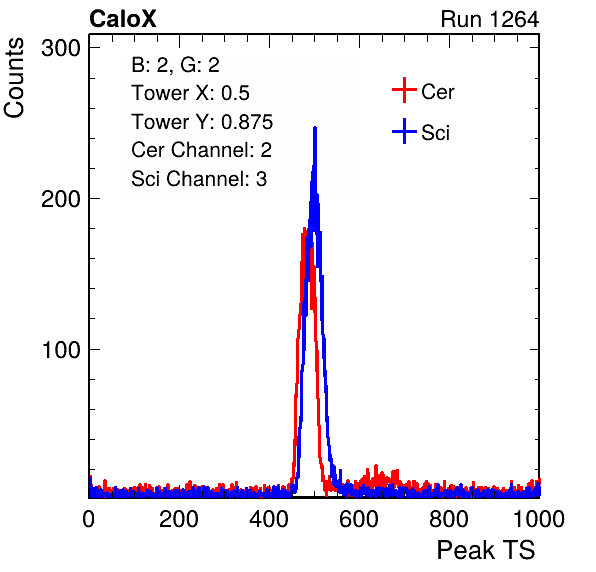 CaloX
Run 1264
Counts
300
200
100
B: 2, G: 2
Tower X: 0.5
Tower Y: 0.875
Cer Channel: 2
Sci Channel: 3
Cer
Sci
0 200 400 600 800 1000
Peak TS